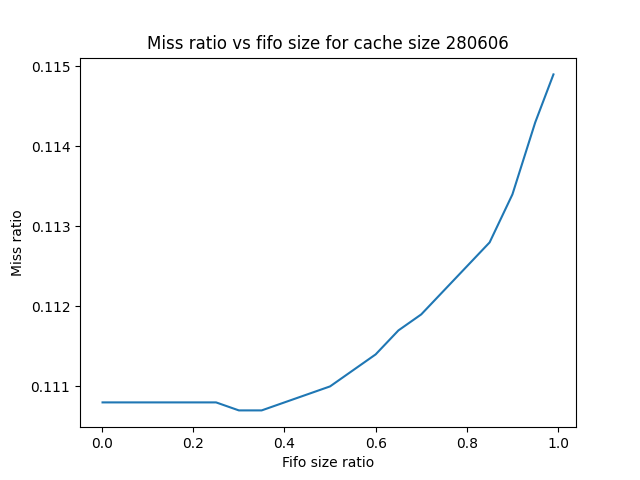 Miss ratio vs fifo size for cache size 280606
0.115
0.114
0.113
0.112
0.111
Miss ratio
0.0 0.2 0.4 0.6 0.8 1.0
Fifo size ratio